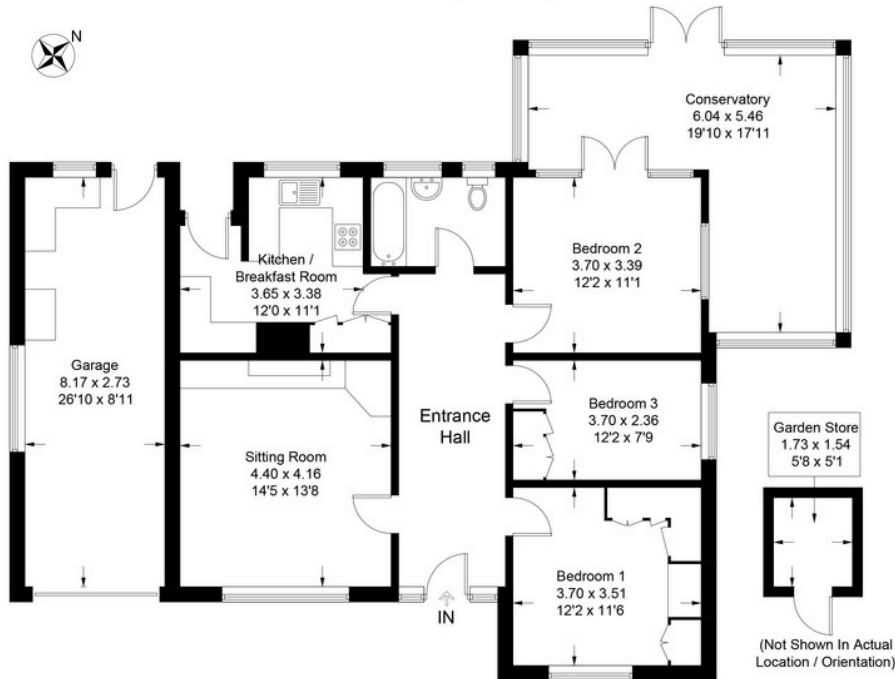 N
Conservatory
6.04 x 5.46
19'10 x 17'11
Kitchen /
Breakfast Room
3.65 x 3.38
12'0 x 11'1
Bedroom 2
3.70 x 3.39
12'2 x 11'1
Garage
8.17 x 2.73
26'10 x 8'11
Sitting Room
4.40 x 4.16
14'5 x 13'8
Entrance
Hall
Bedroom 3
3.70 x 2.36
12'2 x 7'9
Garden Store
1.73 x 1.54
5'8 x 5'1
Bedroom 1
3.70 x 3.51
12'2 x 11'6
IN
(Not Shown In Actual
Location / Orientation)